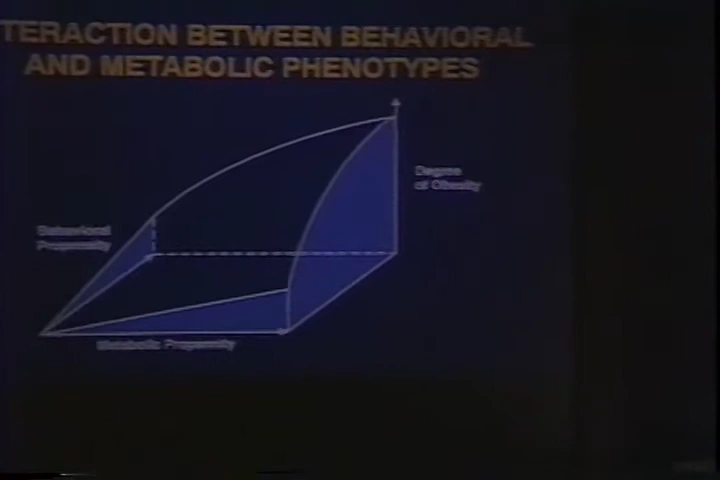 TERACTION BETWEEN BEHAVIORAL
AND METABOLIC PHENOTYPES
Degree
of Obesity
Behavioral
Propensity
Metabolic Propensity